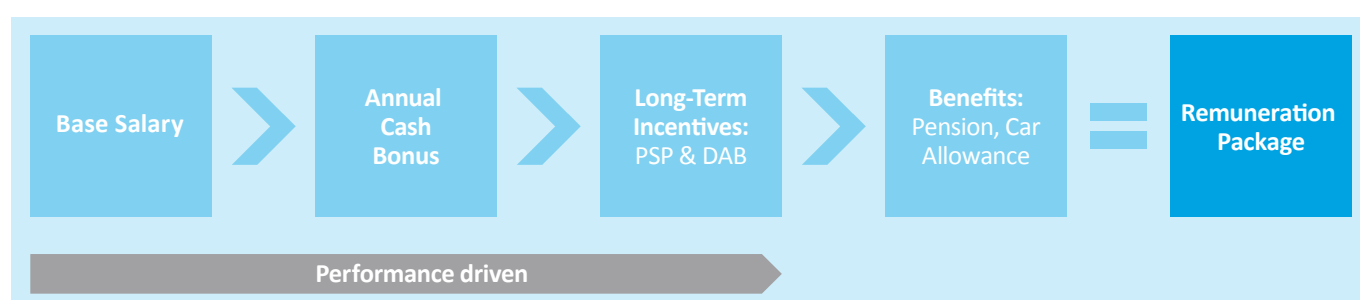 Base Salary
Annual
Cash
Bonus
Long-Term
Incentives:
PSP & DAB
Benefits:
Pension, Car
Allowance
Remuneration
Package
Performance driven